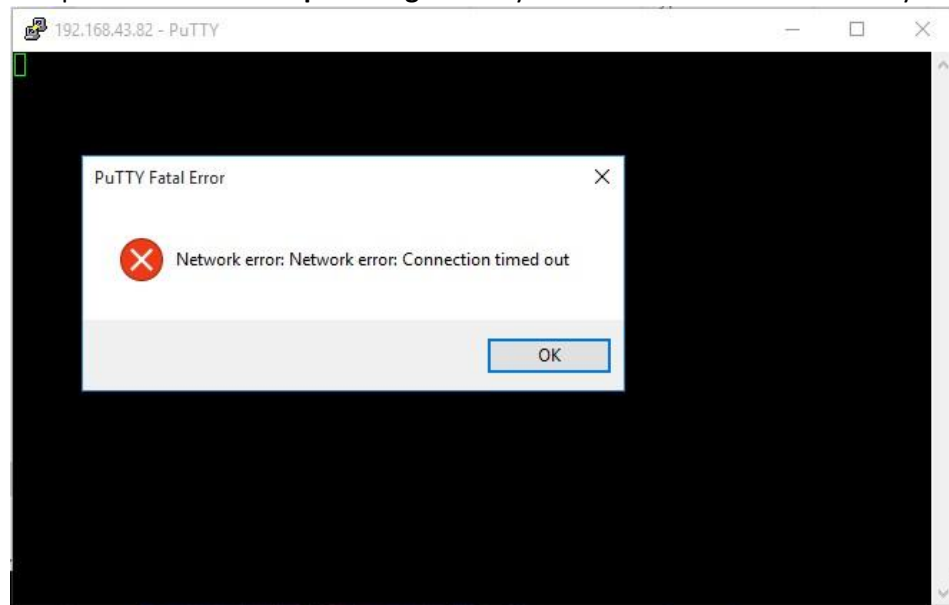 192.168.43.82 - PuTTY
PuTTY Fatal Error
Network error: Network error: Connection timed out
OK